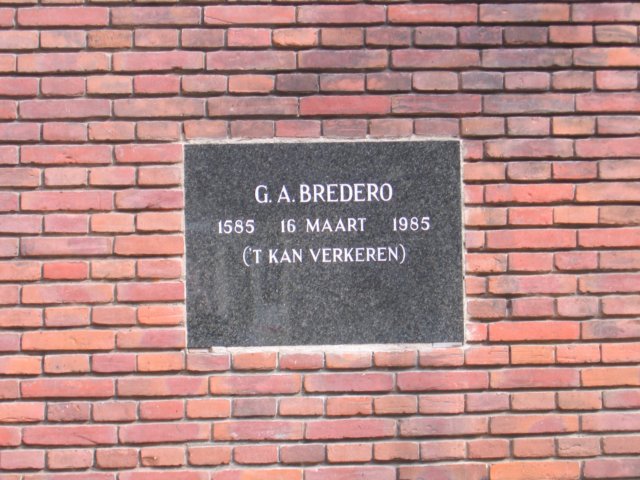 G. A. BREDERO
1585 16 MAART 1985
('T KAN VERKEREN)